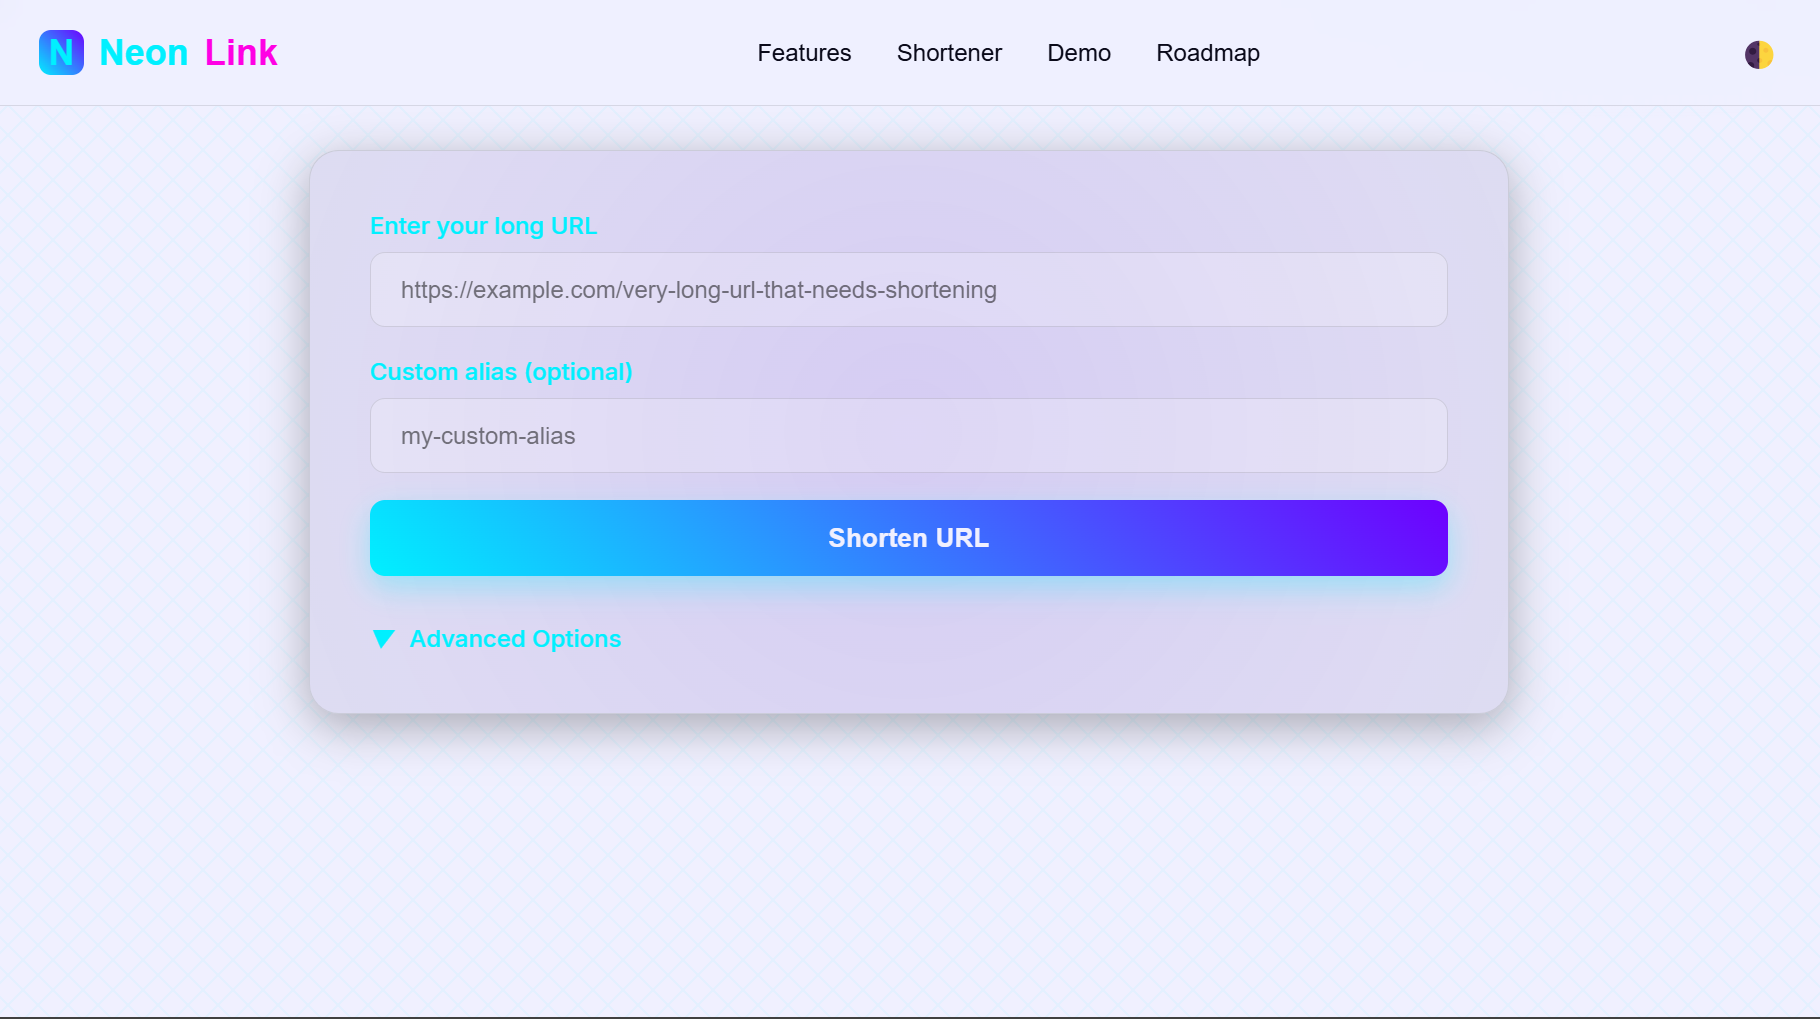 N Neon Link
Features Shortener Demo Roadmap
Enter your long URL
https://example.com/very-long-url-that-needs-shortening
Custom alias (optional)
my-custom-alias
Shorten URL
▼ Advanced Options